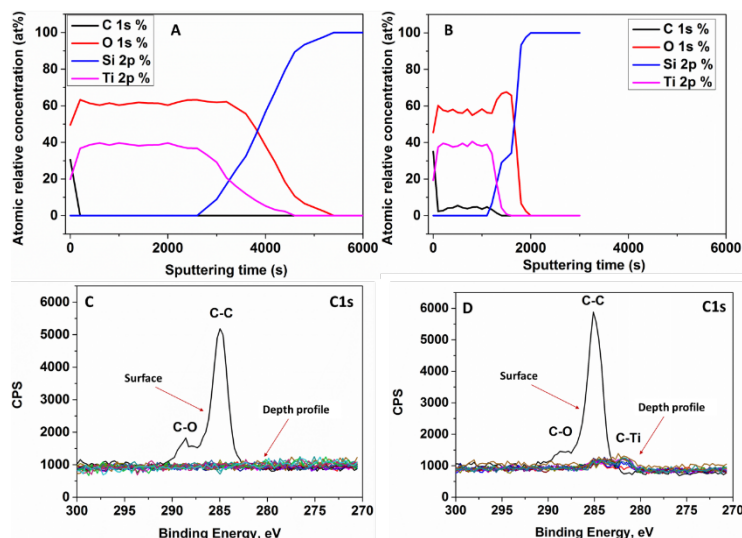 A
C 1s %
O 1s %
Si 2p %
Ti 2p %
Atomic relative concentration (at%)
100
80
60
40
20
0
0 2000 4000 6000
Sputtering time (s)
B
C 1s %
O 1s %
Si 2p %
Ti 2p %
Atomic relative concentration (at%)
100
80
60
40
20
0
0 2000 4000 6000
Sputtering time (s)
C
C1s
C-C
Surface
C-O
Depth profile
CPS
6000
5000
4000
3000
2000
1000
0
300 295 290 285 280 275 270
Binding Energy, eV
D
C1s
C-C
Surface
C-O
C-Ti
Depth profile
CPS
6000
5000
4000
3000
2000
1000
0
300 295 290 285 280 275 270
Binding Energy, eV